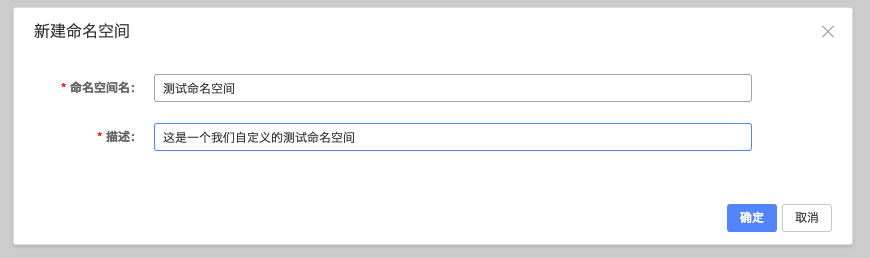 新建命名空间
* 命名空间名：
测试命名空间
* 描述：
这是一个我们自定义的测试命名空间
确定
取消